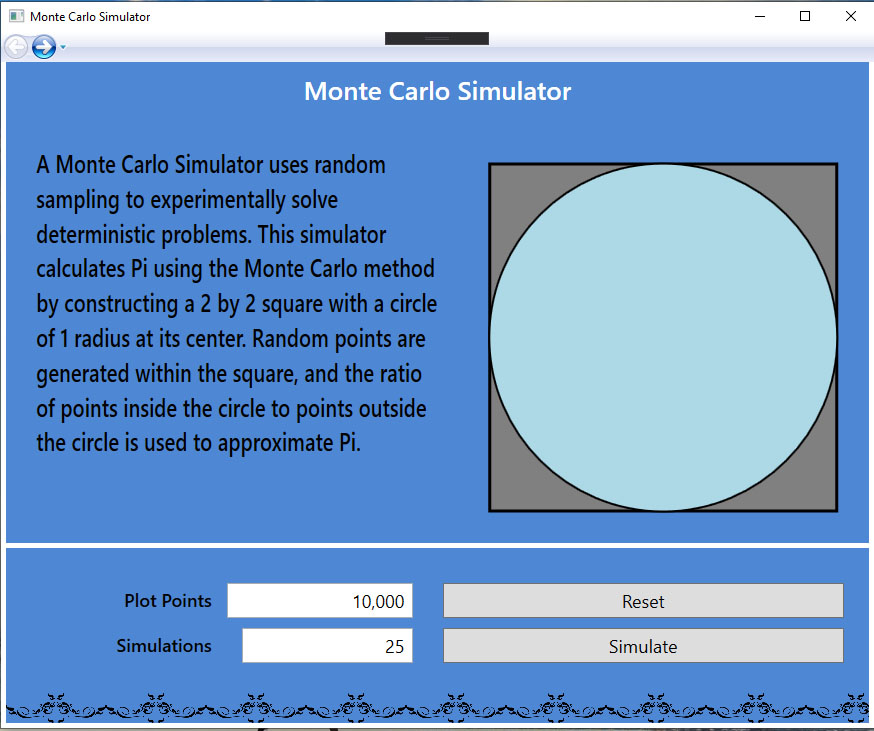 Monte Carlo Simulator
Monte Carlo Simulator
A Monte Carlo Simulator uses random
sampling to experimentally solve
deterministic problems. This simulator
calculates Pi using the Monte Carlo method
by constructing a 2 by 2 square with a circle
of 1 radius at its center. Random points are
generated within the square, and the ratio
of points inside the circle to points outside
the circle is used to approximate Pi.
Plot Points 10,000 Reset
Simulations 25 Simulate